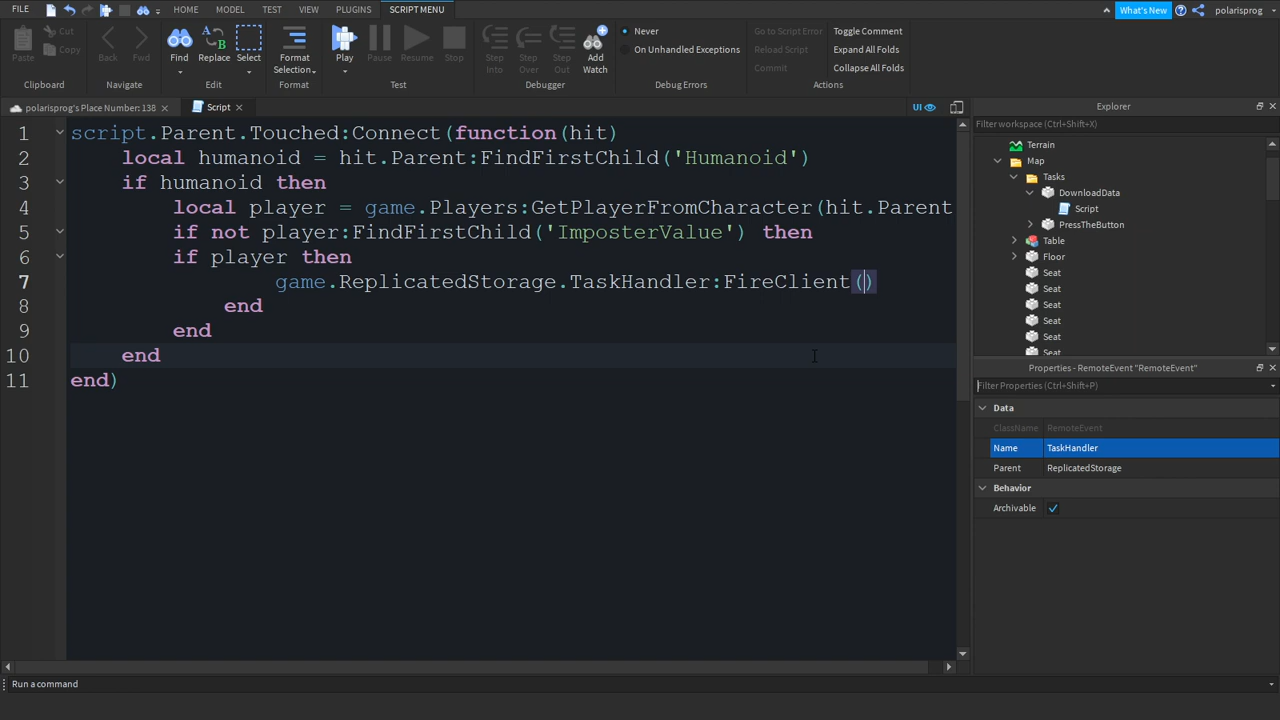 FILE
HOME
MODEL
TEST
VIEW
PLUGINS
SCRIPT MENU
What's New
polarisprog
Paste
Cut
Copy
Clipboard
Back
Fwd
Navigate
Find
Replace
Select
Edit
Format
Selection
Format
Play
Pause
Resume
Stop
Test
Step
Into
Step
Over
Step
Out
Add
Watch
Debugger
Never
On Unhandled Exceptions
Debug Errors
Go to Script Error
Reload Script
Commit
Toggle Comment
Expand All Folds
Collapse All Folds
Actions
polarisprog's Place Number: 138
Script
UI
1 script.Parent.Touched:Connect(function(hit)
2 local humanoid = hit.Parent:FindFirstChild('Humanoid')
3 if humanoid then
4 local player = game.Players:GetPlayerFromCharacter(hit.Parent
5 if not player:FindFirstChild('ImposterValue') then
6 if player then
7 game.ReplicatedStorage.TaskHandler:FireClient()
8 end
9 end
10 end
11 end)
Explorer
Filter workspace (Ctrl+Shift+X)
Terrain
Map
Tasks
DownloadData
Script
PressTheButton
Table
Floor
Seat
Seat
Seat
Seat
Seat
Seat
Properties - RemoteEvent "RemoteEvent"
Filter Properties (Ctrl+Shift+P)
Data
ClassName RemoteEvent
Name TaskHandler
Parent ReplicatedStorage
Behavior
Archivable
Run a command